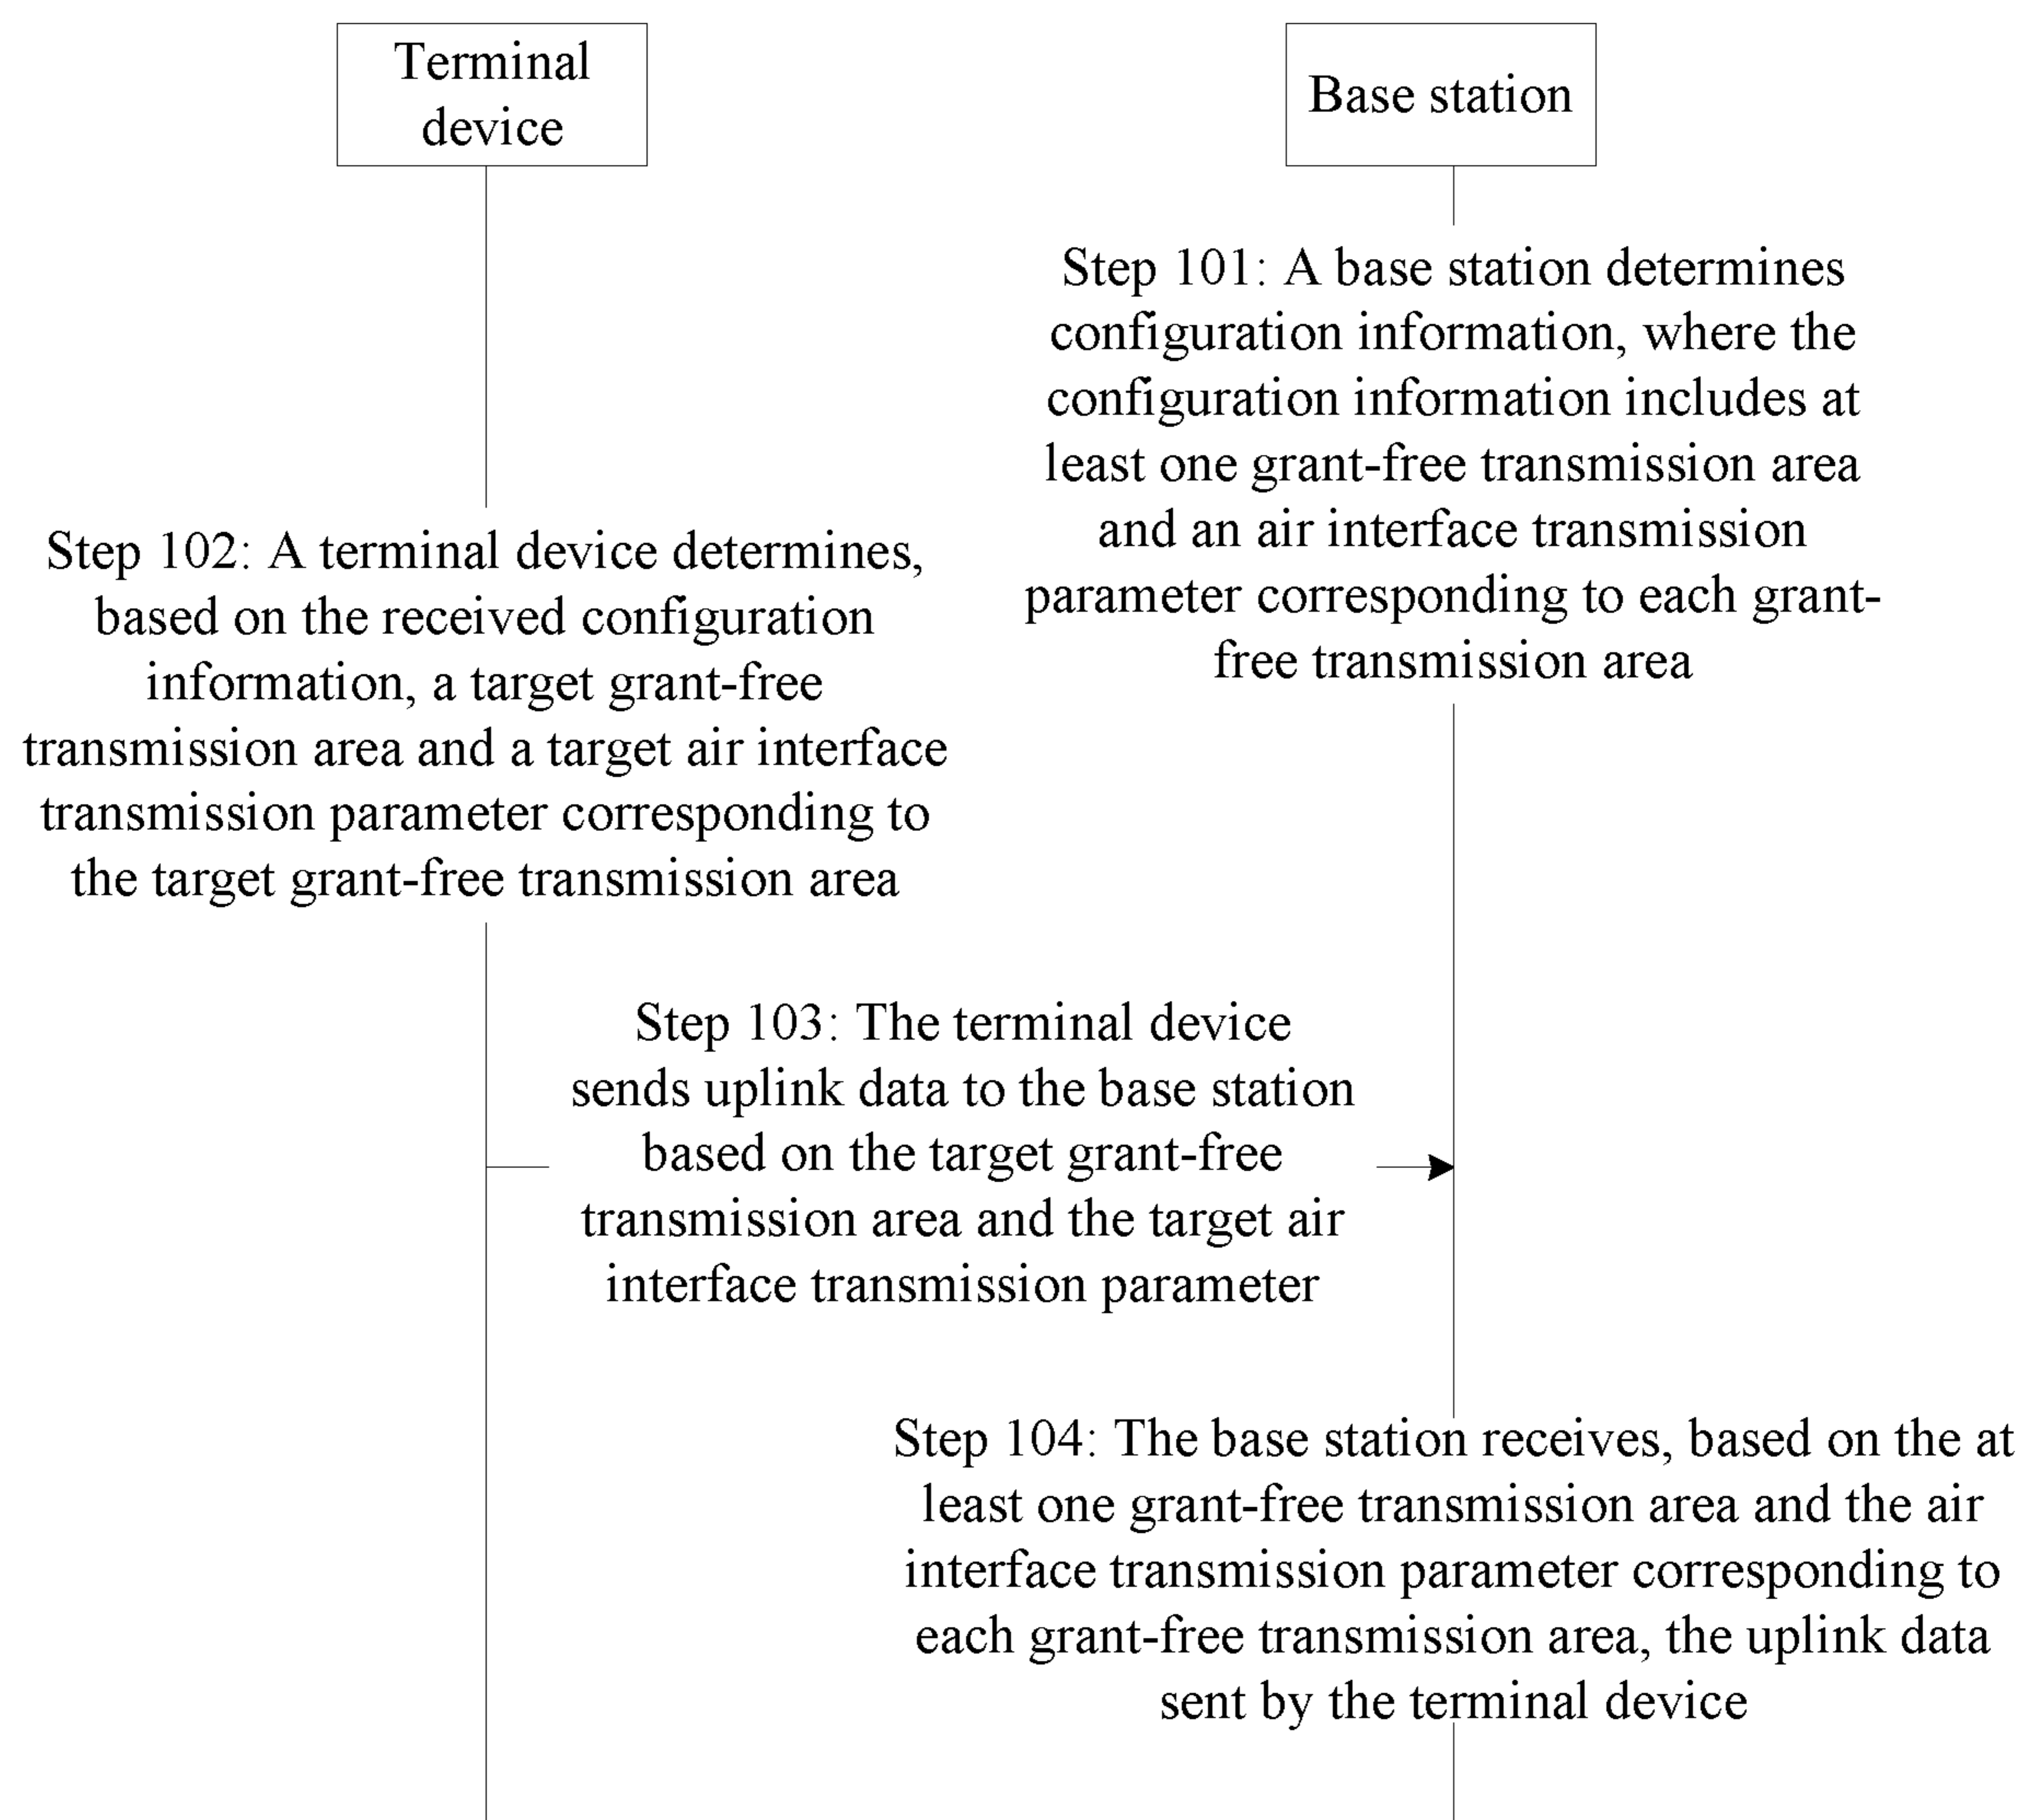 Terminal
device
Base station
Step 101: A base station determines
configuration information, where the
configuration information includes at
least one grant-free transmission area
and an air interface transmission
parameter corresponding to each grant-
free transmission area
Step 102: A terminal device determines,
based on the received configuration
information, a target grant-free
transmission area and a target air interface
transmission parameter corresponding to
the target grant-free transmission area
Step 103: The terminal device
sends uplink data to the base station
based on the target grant-free
transmission area and the target air
interface transmission parameter
Step 104: The base station receives, based on the at
least one grant-free transmission area and the air
interface transmission parameter corresponding to
each grant-free transmission area, the uplink data
sent by the terminal device